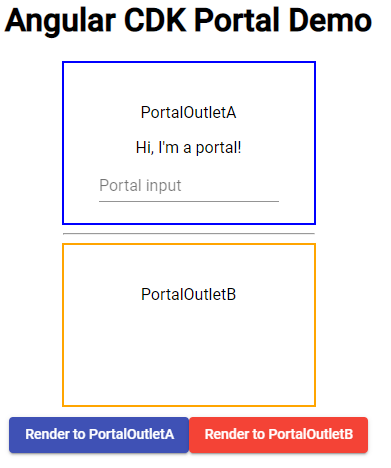 Angular CDK Portal Demo
PortalOutletA
Hi, I'm a portal!
Portal input
PortalOutletB
Render to PortalOutletA
Render to PortalOutletB